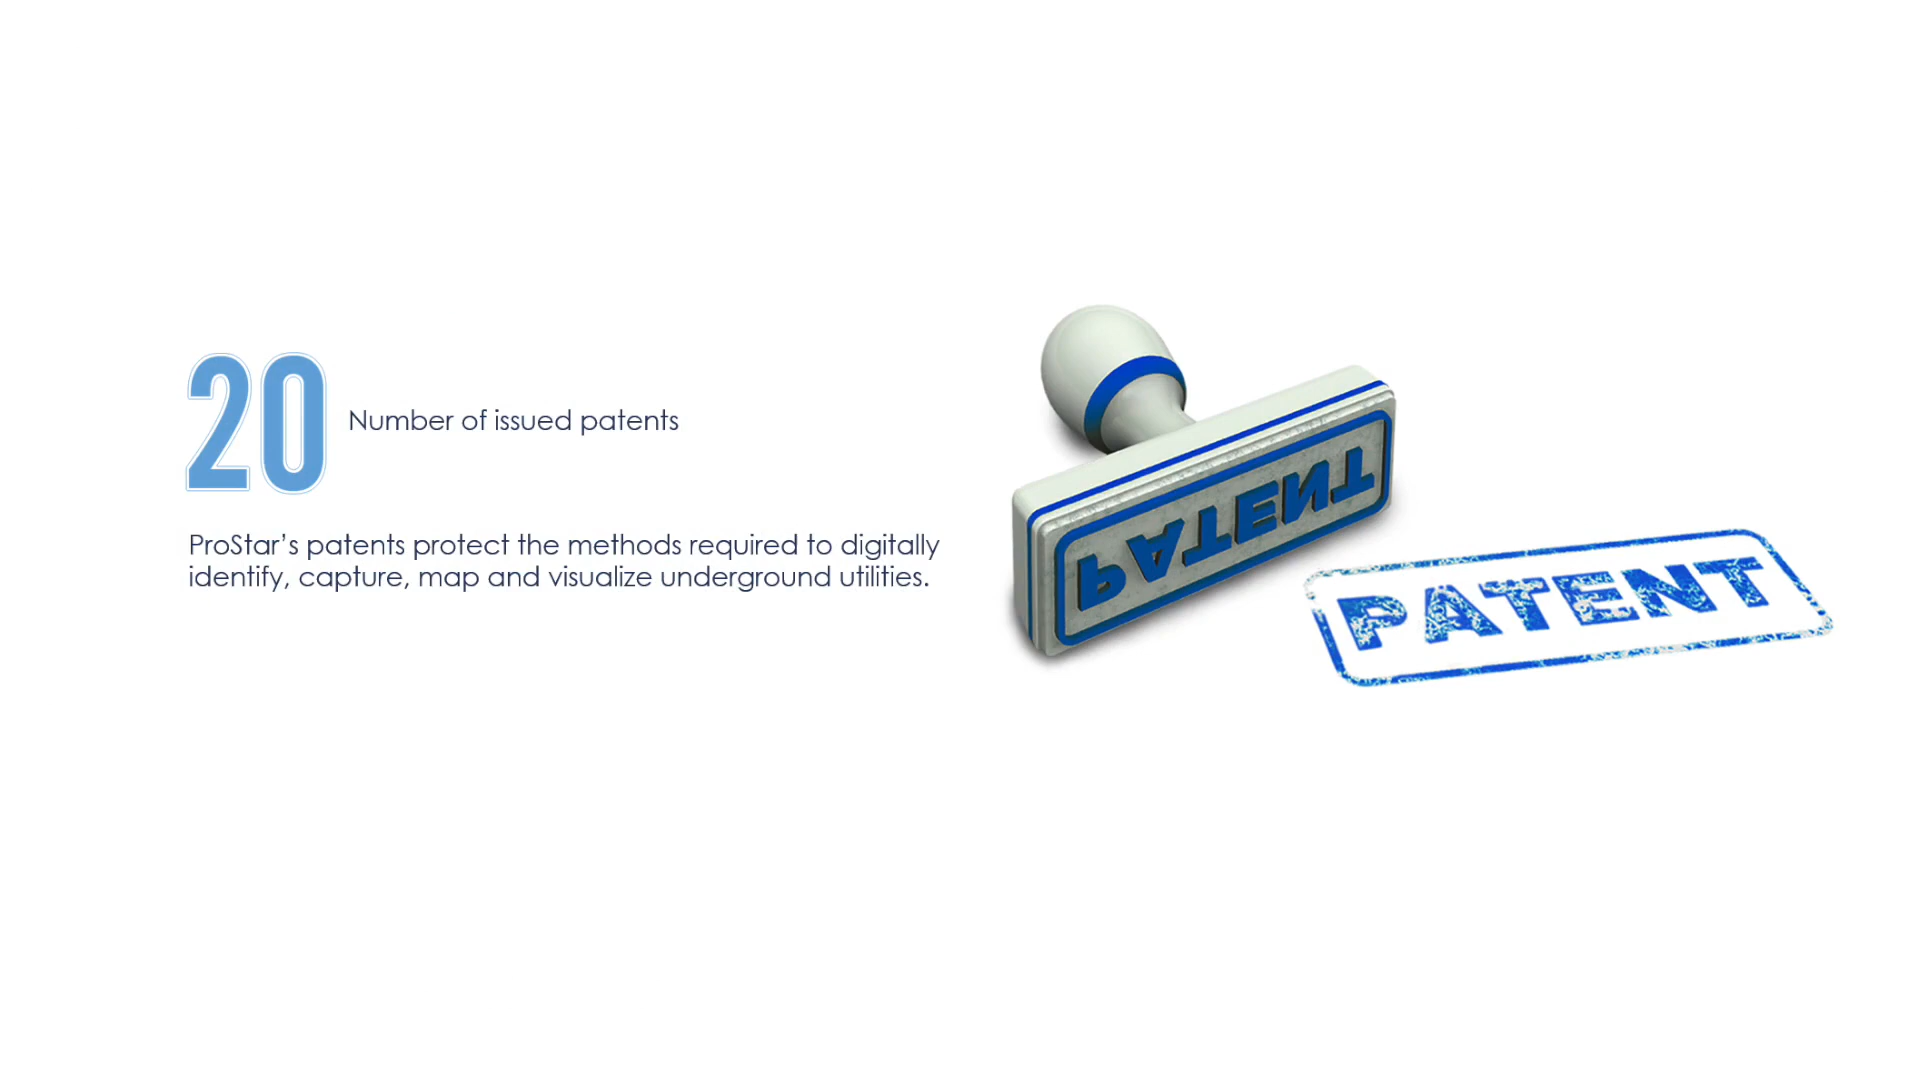 20
Number of issued patents
ProStar’s patents protect the methods required to digitally
identify, capture, map and visualize underground utilities.
PATENT
PATENT